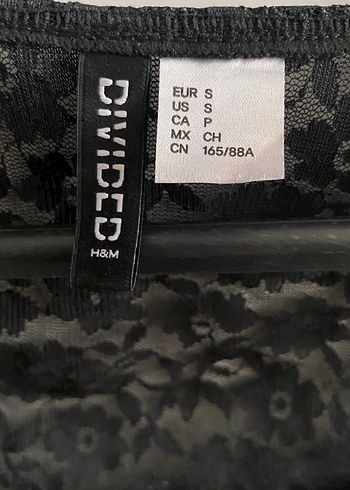 DIVIDED
H&M
EUR S
US S
CA P
MX CH
CN 165/88A